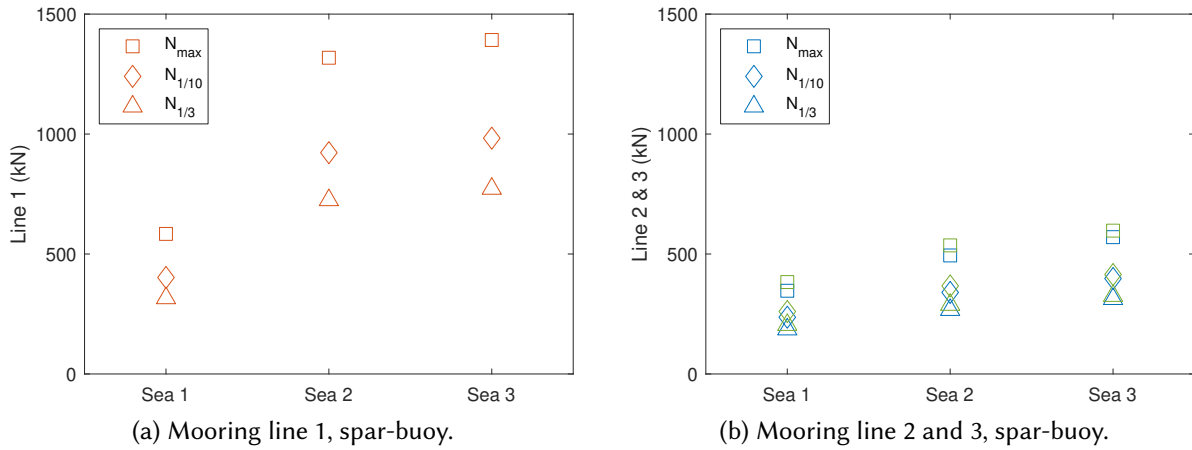 1500
1000
500
0
Line 1 (kN)
N_max
N_1/10
N_1/3
Sea 1 Sea 2 Sea 3
(a) Mooring line 1, spar-buoy.
1500
1000
500
0
Line 2 & 3 (kN)
N_max
N_1/10
N_1/3
Sea 1 Sea 2 Sea 3
(b) Mooring line 2 and 3, spar-buoy.